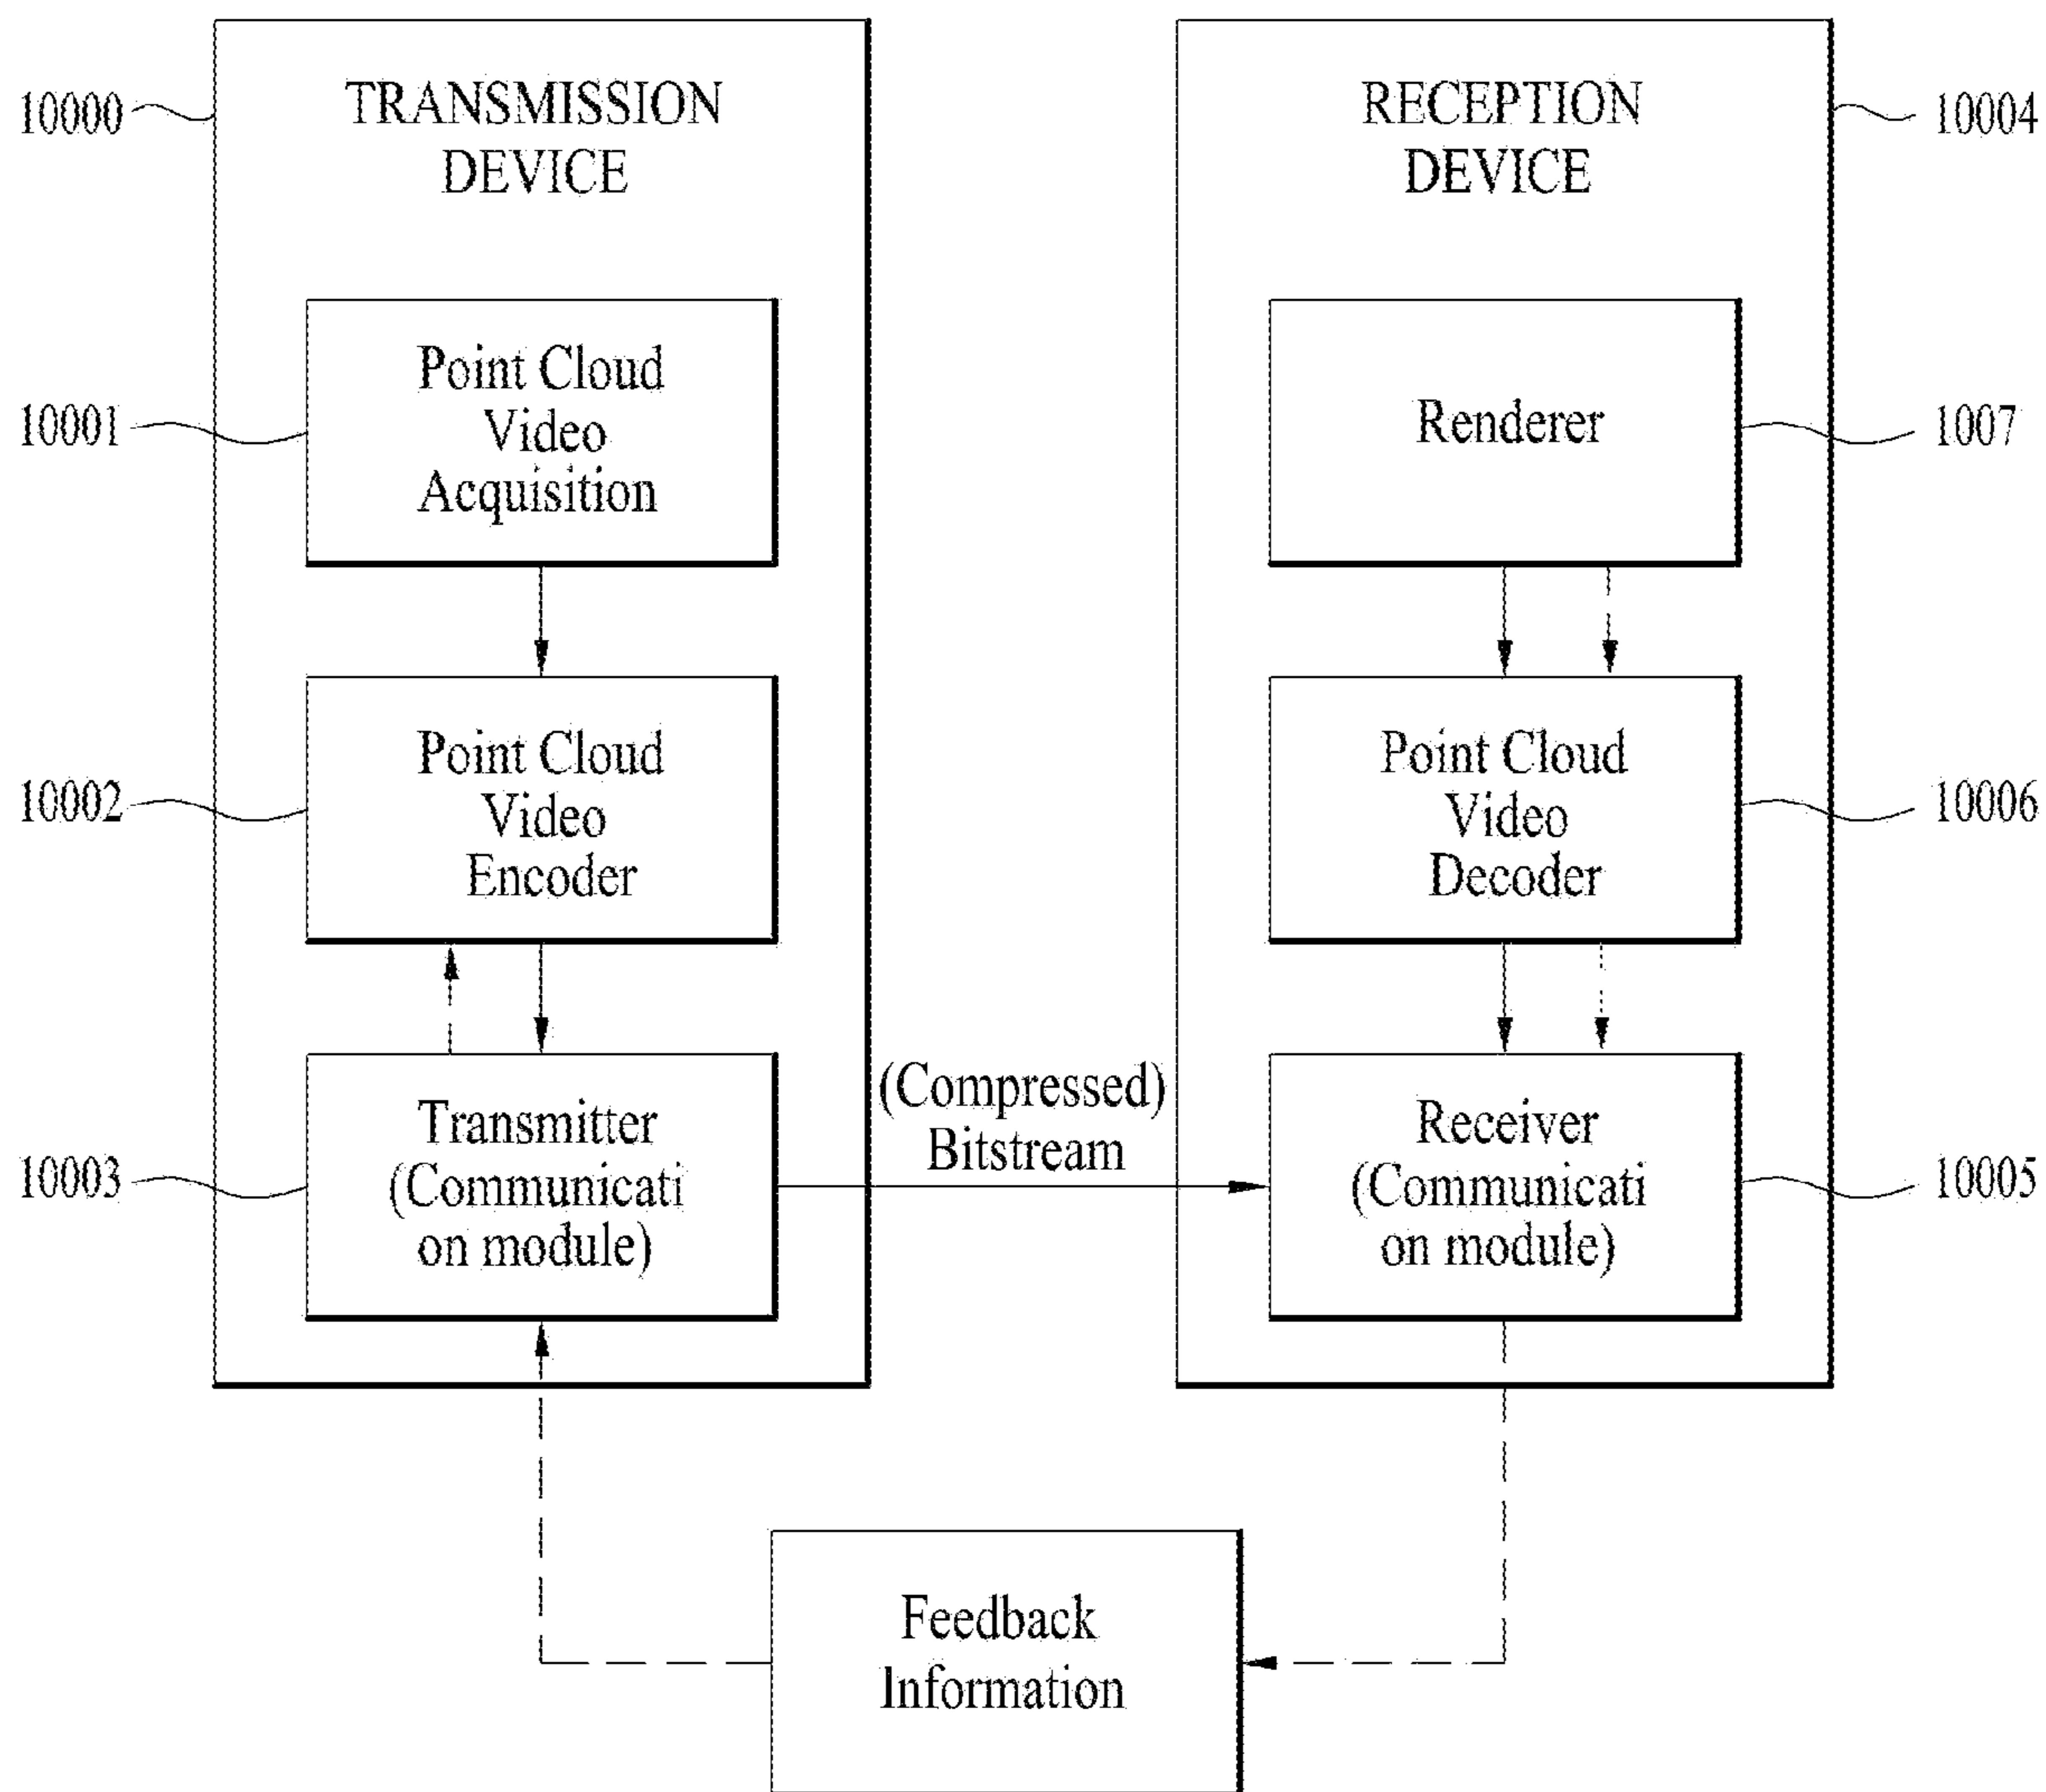 10000
TRANSMISSION
DEVICE
10001
Point Cloud
Video
Acquisition
10002
Point Cloud
Video
Encoder
10003
Transmitter
(Communicati
on module)
(Compressed)
Bitstream
RECEPTION
DEVICE
10004
Renderer
1007
Point Cloud
Video
Decoder
10006
Receiver
(Communicati
on module)
10005
Feedback
Information